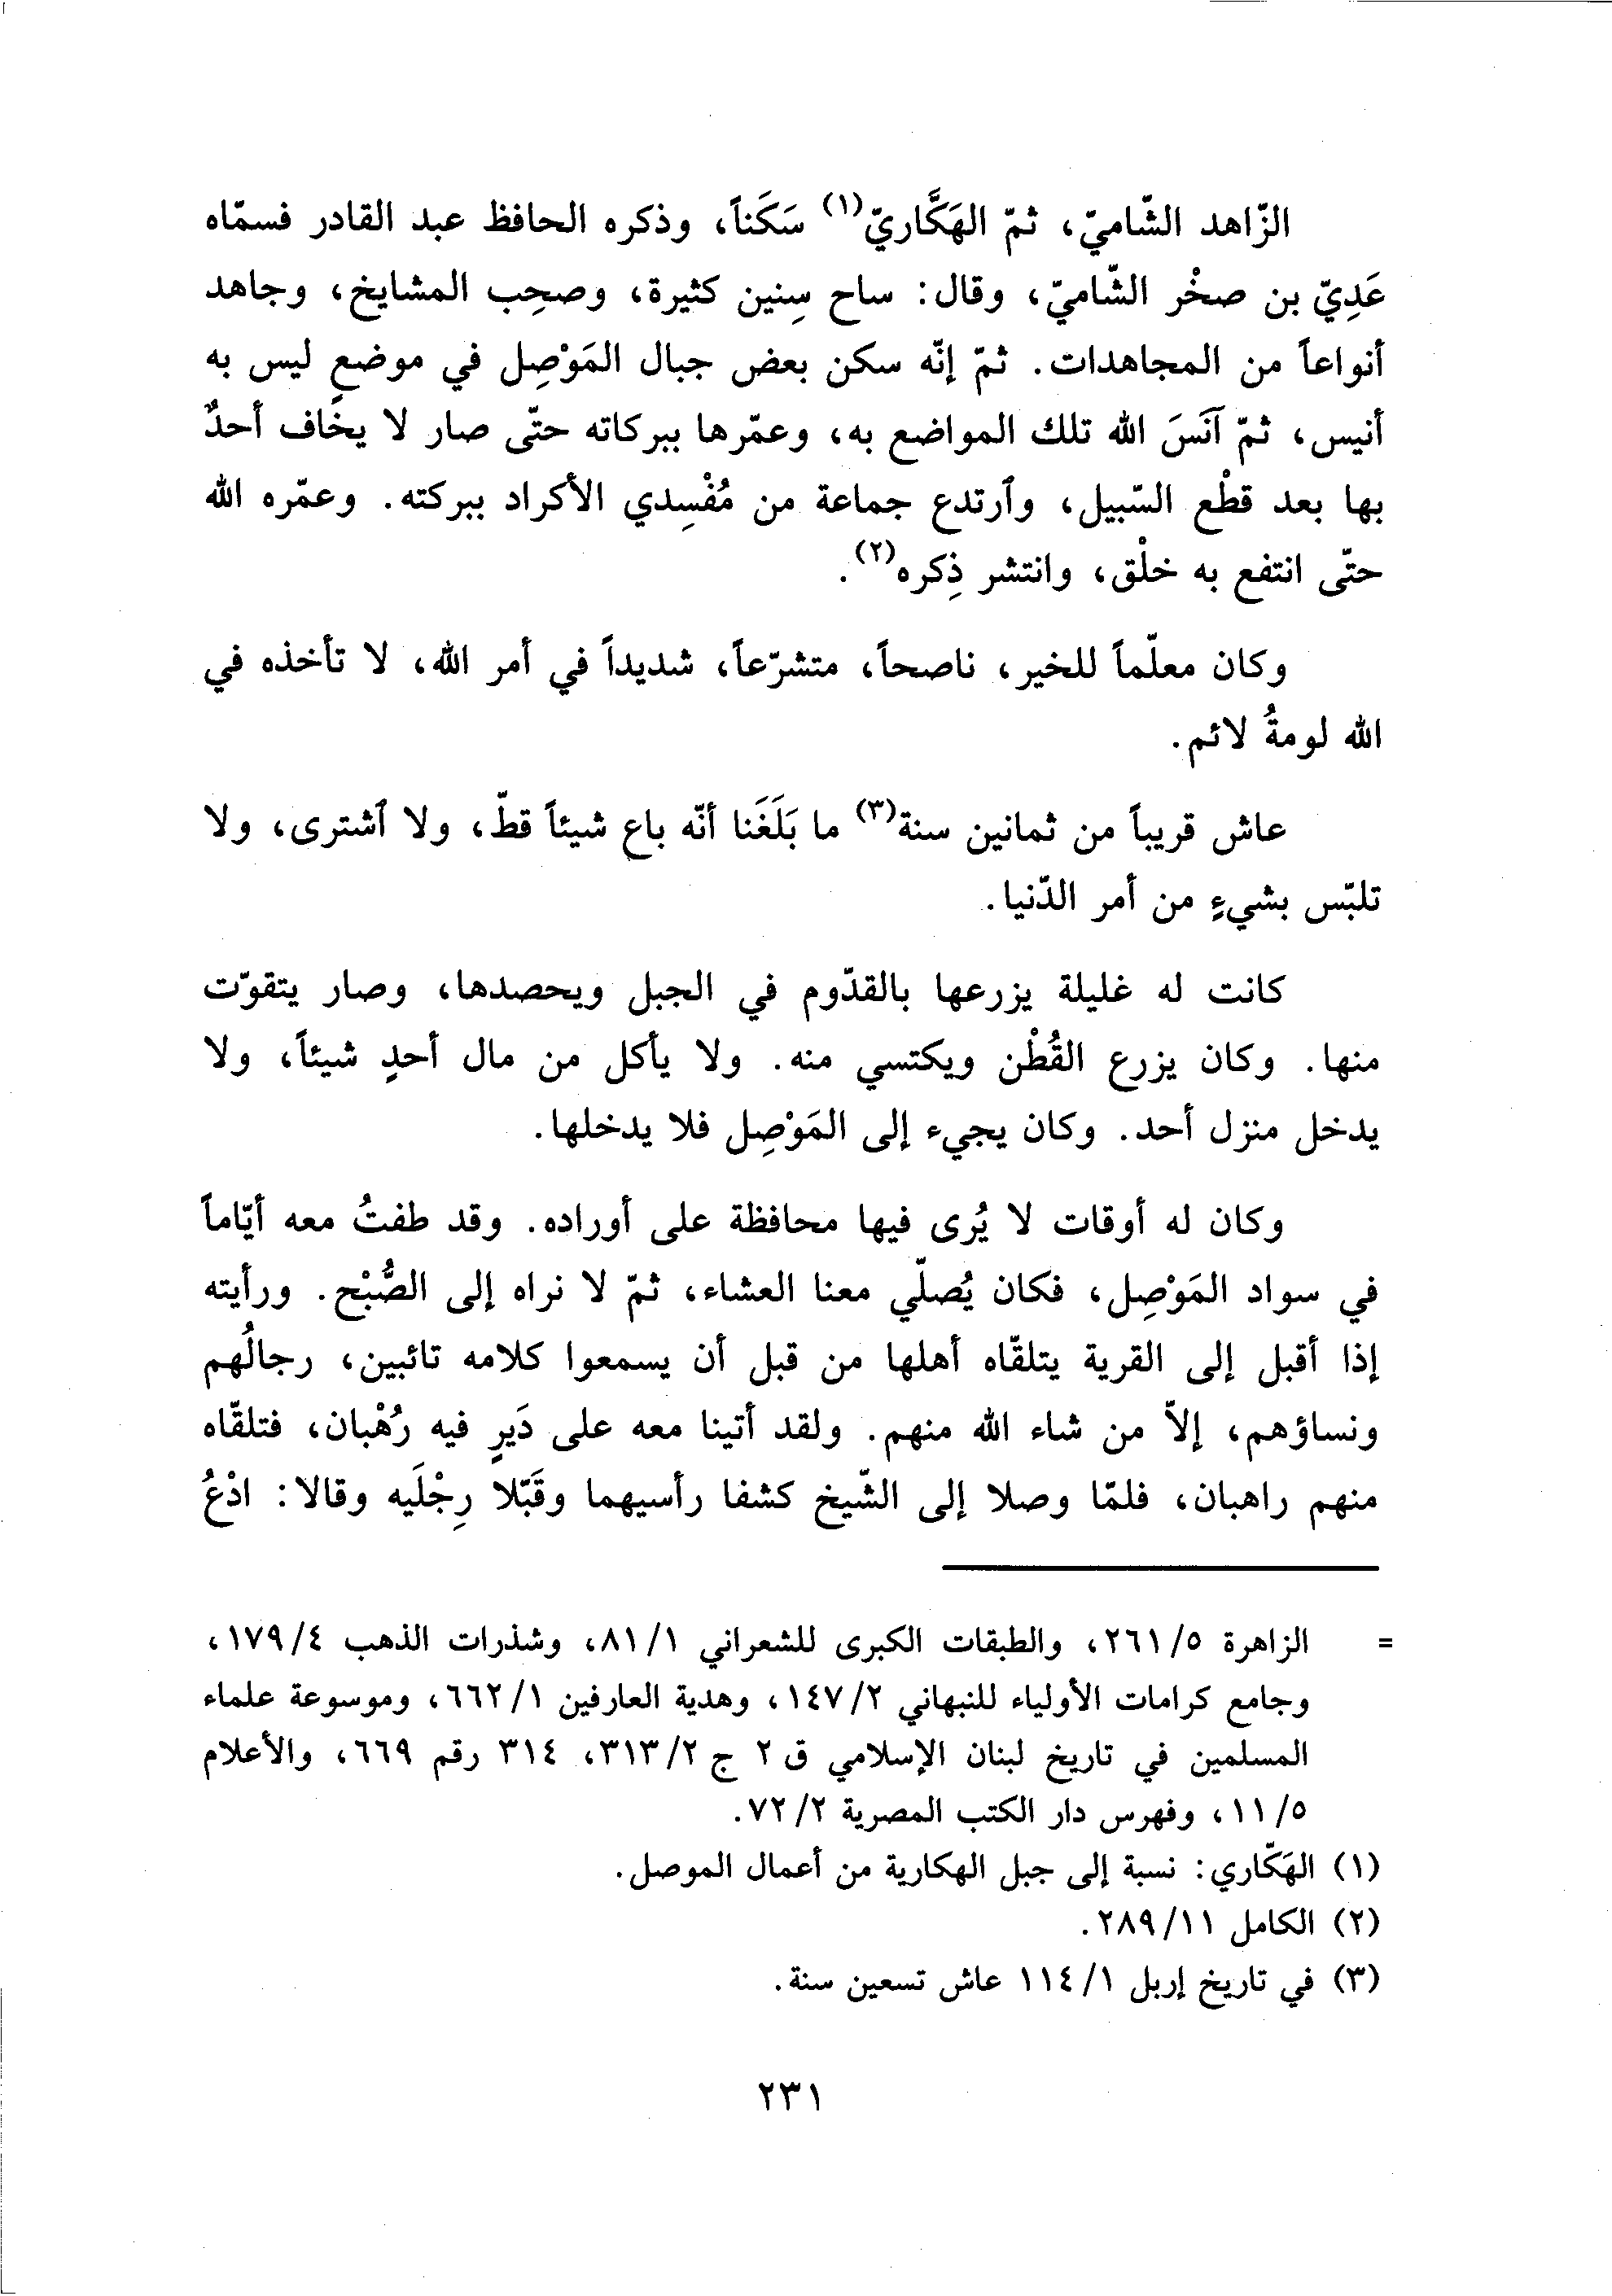 الزّاهد الشّاميّ، ثمّ الهَكَّاريّ(١) سَكَناً، وذكره الحافظ عبد القادر فسمّاه
عَدِيّ بن صخْر الشّاميّ، وقال: ساح سِنين كثيرة، وصحِب المشايخ، وجاهد
أنواعاً من المجاهدات. ثمّ إنّه سكن بعض جبال المَوْصِل في موضعٍ ليس به
أنيس، ثمّ آنَسَ الله تلك المواضع به، وعمّرها ببركاته حتّى صار لا يخاف أحدٌ
بها بعد قطْع السّبيل، وآرتدع جماعة من مُفْسِدي الأكراد ببركته. وعمّره الله
حتّى انتفع به خلْق، وانتشر ذِكره(٢).
وكان معلّماً للخير، ناصحاً، متشرّعاً، شديداً في أمر الله، لا تأخذه في
الله لومةُ لائم.
عاش قريباً من ثمانين سنة(٣) ما بَلَغَنا أنّه باع شيئاً قطّ، ولا آشترى، ولا
تلبّس بشيءٍ من أمر الدّنيا.
كانت له غليلة يزرعها بالقدّوم في الجبل ويحصدها، وصار يتقوّت
منها. وكان يزرع القُطْن ويكتسي منه. ولا يأكل من مال أحدٍ شيئاً، ولا
يدخل منزل أحد. وكان يجيء إلى المَوْصِل فلا يدخلها.
وكان له أوقات لا يُرى فيها محافظة على أوراده. وقد طفتُ معه أيّاماً
في سواد المَوْصِل، فكان يُصلّي معنا العشاء، ثمّ لا نراه إلى الصُّبْح. ورأيته
إذا أقبل إلى القرية يتلقّاه أهلها من قبل أن يسمعوا كلامه تائبين، رجالُهم
ونساؤهم، إلاّ من شاء الله منهم. ولقد أتينا معه على دَيرٍ فيه رُهْبان، فتلقّاه
منهم راهبان، فلمّا وصلا إلى الشّيخ كشفا رأسيهما وقَبّلا رِجْلَيه وقالا: ادْعُ
= الزاهرة ٥/ ٢٦١، والطبقات الكبرى للشعراني ١/ ٨١، وشذرات الذهب ٤/ ١٧٩،
وجامع كرامات الأولياء للنبهاني ٢/ ١٤٧، وهدية العارفين ١/ ٦٦٢، وموسوعة علماء
المسلمين في تاريخ لبنان الإسلامي ق ٢ ج ٢/ ٣١٣، ٣١٤ رقم ٦٦٩، والأعلام
٥/ ١١، وفهرس دار الكتب المصرية ٢/ ٧٢.
(١) الهَكّاري: نسبة إلى جبل الهكارية من أعمال الموصل.
(٢) الكامل ١١/ ٢٨٩.
(٣) في تاريخ إربل ١/ ١١٤ عاش تسعين سنة.
٢٣١